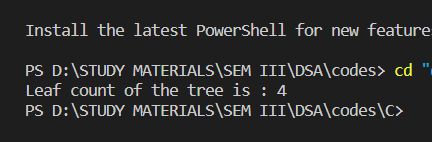 Install the latest PowerShell for new
PS D:\STUDY MATERIALS\SEM III\DSA\codes> cd "
Leaf count of the tree is : 4
PS D:\STUDY MATERIALS\SEM III\DSA\codes\C>